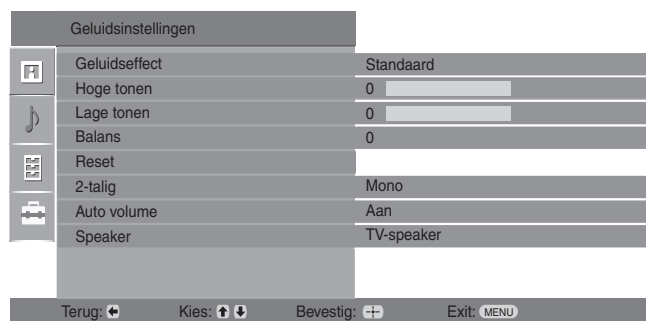 Geluidsinstellingen
Geluidseffect Standaard
Hoge tonen 0
Lage tonen 0
Balans 0
Reset
2-talig Mono
Auto volume Aan
Speaker TV-speaker
Terug: Kies: Bevestig: Exit: MENU